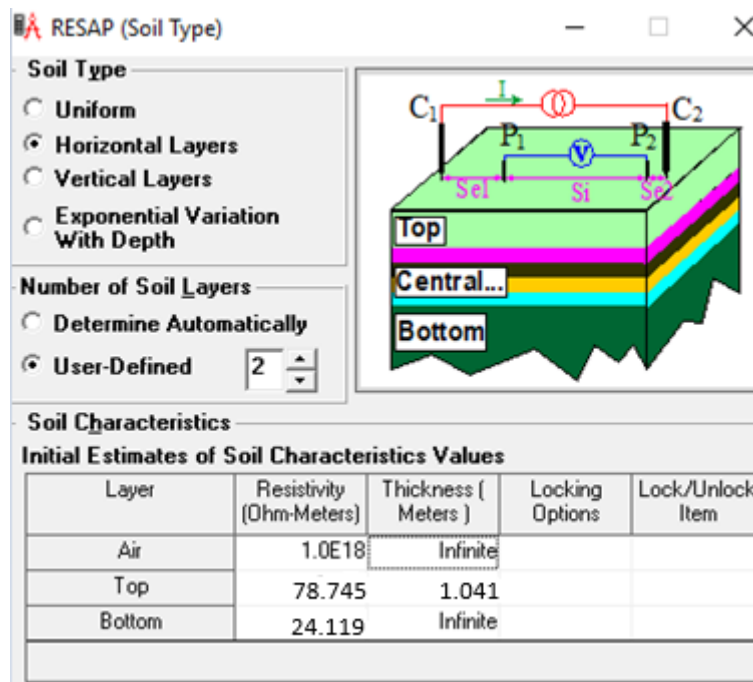 RESAP (Soil Type)
Soil Type
Uniform
Horizontal Layers
Vertical Layers
Exponential Variation
With Depth
Number of Soil Layers
Determine Automatically
User-Defined 2
I
C1 C2
P1 P2
V
Se1 Si Se2
Top
Central...
Bottom
Soil Characteristics
Initial Estimates of Soil Characteristics Values
Layer Resistivity (Ohm-Meters) Thickness ( Meters ) Locking Options Lock/Unlock Item
Air 1.0E18 Infinite
Top 78.745 1.041
Bottom 24.119 Infinite